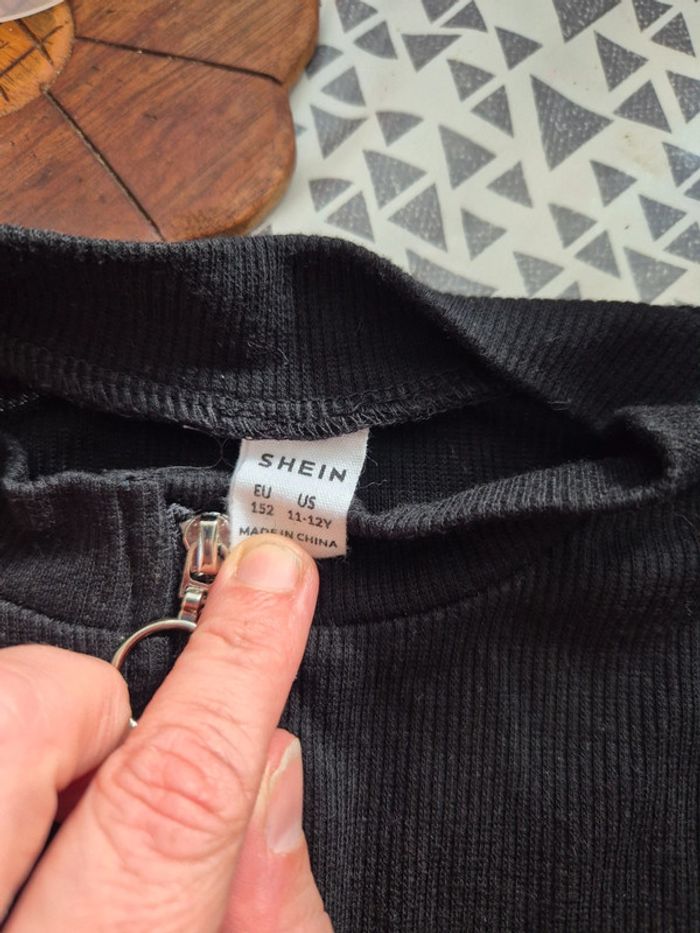 SHEIN
EU US
152 11-12Y
MADE IN CHINA